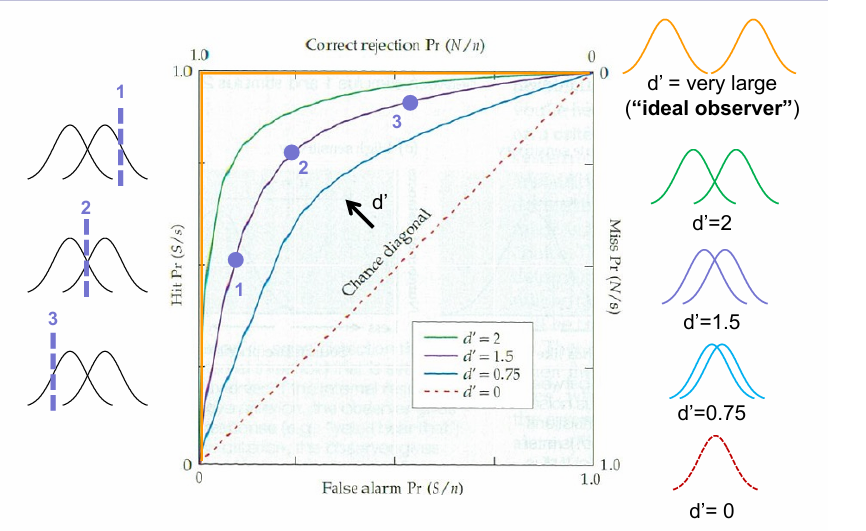 Correct rejection Pr (N/n)
1.0
0
1.0
0
Hit Pr (S/s)
Miss Pr (N/s)
1
2
3
1
2
3
d'
Chance diagonal
d' = 2
d' = 1.5
d' = 0.75
d' = 0
0
0
1.0
1.0
False alarm Pr (S/n)
d' = very large
(“ideal observer”)
d'=2
d'=1.5
d'=0.75
d'= 0